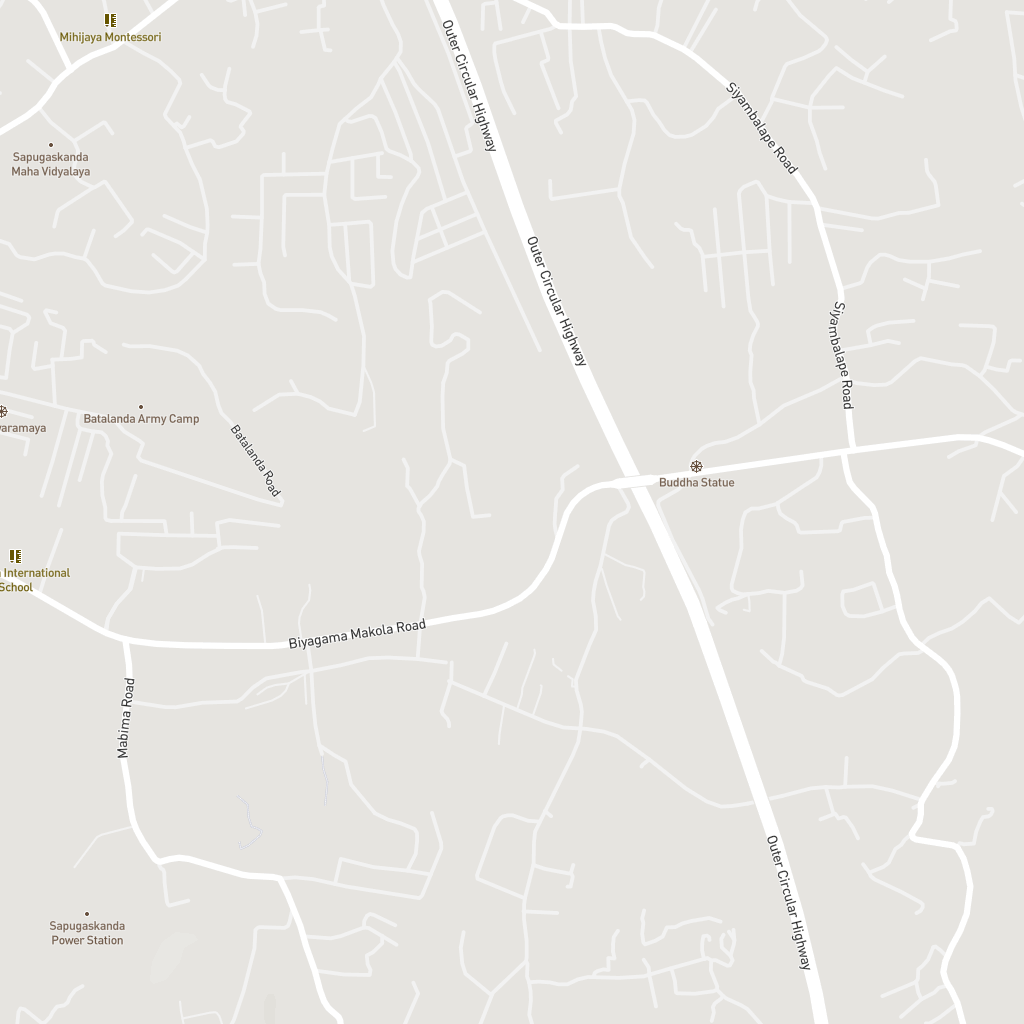 Mihijaya Montessori
Outer Circular Highway
Siyambalape Road
Sapugaskanda
Maha Vidyalaya
Outer Circular Highway
Siyambalape Road
Batalanda Army Camp
Batalanda Road
Buddha Statue
International
School
Biyagama Makola Road
Mabima Road
Outer Circular Highway
Sapugaskanda
Power Station